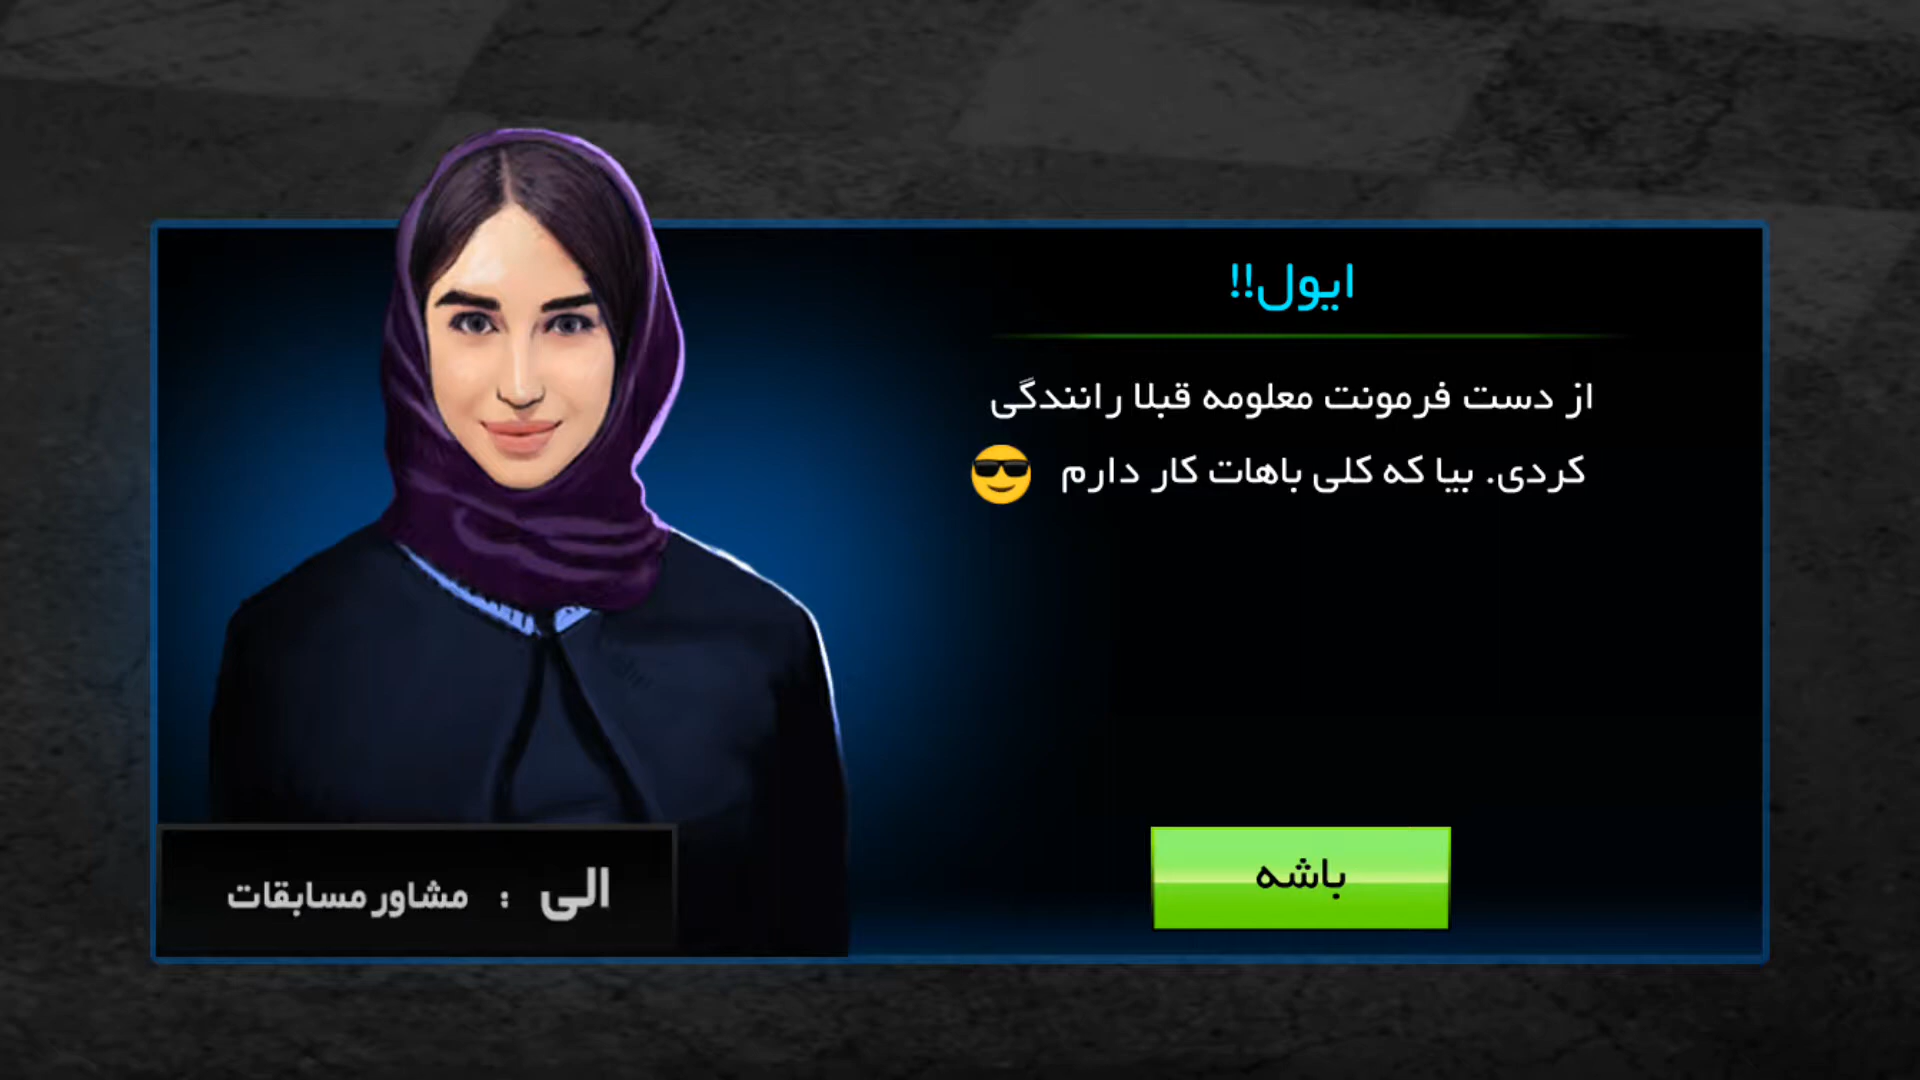 ایول!!
از دست فرمونت معلومه قبلا رانندگی
کردی. بیا که کلی باهات کار دارم 😎
باشه
الی : مشاور مسابقات